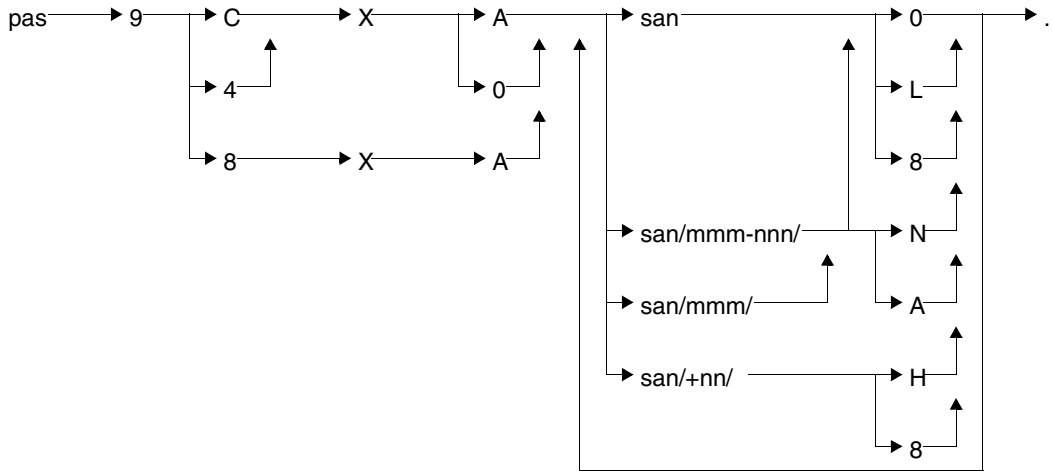 pas 9 C X A san 0 .
4 0 L
8 X A 8
san/mmm-nnn/ N
san/mmm/ A
san/+nn/ H
8